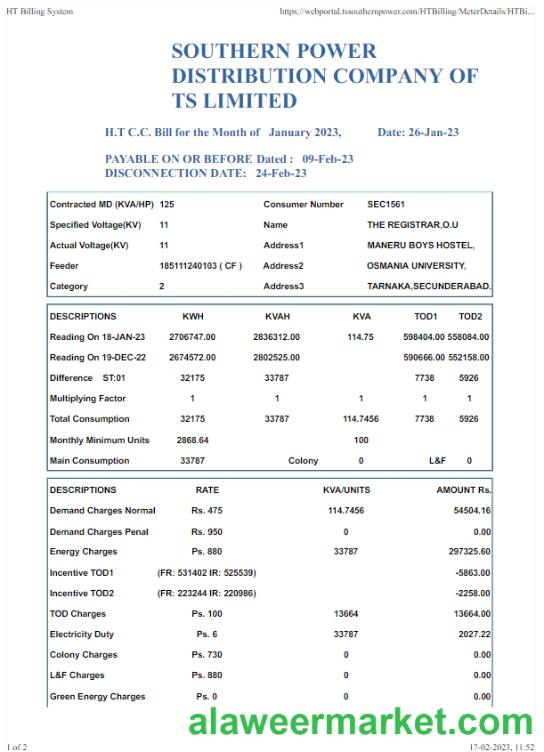 HT Billing System https://webportal.tssouthernpower.com/HTBilling/MeterDetails/HTBi...
SOUTHERN POWER
DISTRIBUTION COMPANY OF
TS LIMITED
H.T C.C. Bill for the Month of January 2023, Date: 26-Jan-23
PAYABLE ON OR BEFORE Dated : 09-Feb-23
DISCONNECTION DATE: 24-Feb-23
Contracted MD (KVA/HP) 125 Consumer Number SEC1561
Specified Voltage(KV) 11 Name THE REGISTRAR,O.U
Actual Voltage(KV) 11 Address1 MANERU BOYS HOSTEL,
Feeder 185111240103 ( CF ) Address2 OSMANIA UNIVERSITY,
Category 2 Address3 TARNAKA,SECUNDERABAD.
DESCRIPTIONS KWH KVAH KVA TOD1 TOD2
Reading On 18-JAN-23 2706747.00 2836312.00 114.75 598404.00 558084.00
Reading On 19-DEC-22 2674572.00 2802525.00 590666.00 552158.00
Difference ST:01 32175 33787 7738 5926
Multiplying Factor 1 1 1 1 1
Total Consumption 32175 33787 114.7456 7738 5926
Monthly Minimum Units 2868.64 100
Main Consumption 33787 Colony 0 L&F 0
DESCRIPTIONS RATE KVA/UNITS AMOUNT Rs.
Demand Charges Normal Rs. 475 114.7456 54504.16
Demand Charges Penal Rs. 950 0 0.00
Energy Charges Ps. 880 33787 297325.60
Incentive TOD1 (FR: 531402 IR: 525539) -5863.00
Incentive TOD2 (FR: 223244 IR: 220986) -2258.00
TOD Charges Ps. 100 13664 13664.00
Electricity Duty Ps. 6 33787 2027.22
Colony Charges Ps. 730 0 0.00
L&F Charges Ps. 880 0 0.00
Green Energy Charges Ps. 0 0 0.00
alaweermarket.com
1 of 2 17-02-2023, 11:52